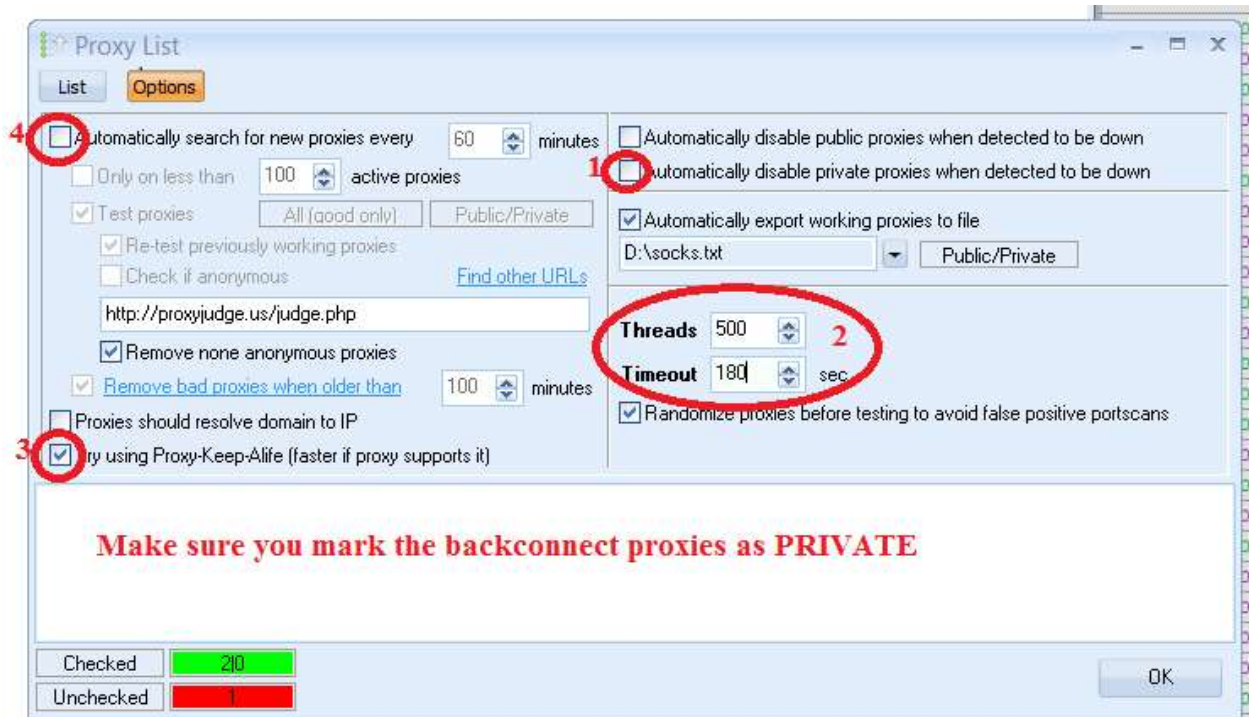 Proxy List
List Options
4 Automatically search for new proxies every 60 minutes
Only on less than 100 active proxies
Test proxies All (good only) Public/Private
Re-test previously working proxies
Check if anonymous Find other URLs
http://proxyjudge.us/judge.php
Remove none anonymous proxies
Remove bad proxies when older than 100 minutes
Proxies should resolve domain to IP
3 Try using Proxy-Keep-Alife (faster if proxy supports it)
Automatically disable public proxies when detected to be down
1 Automatically disable private proxies when detected to be down
Automatically export working proxies to file
D:\socks.txt Public/Private
Threads 500 2
Timeout 180 sec
Randomize proxies before testing to avoid false positive portscans
Make sure you mark the backconnect proxies as PRIVATE
Checked 2|0
Unchecked 1
OK